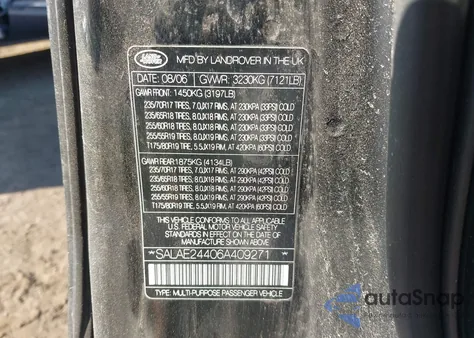 LAND ROVER
MFD BY LANDROVER IN THE UK
DATE: 08/06 GVWR: 3230KG (7121LB)
GAWR FRONT: 1450KG (3197LB)
235/70R17 TIRES, 7.0JX17 RIMS, AT 230KPA (33PSI) COLD
235/65R18 TIRES, 8.0JX18 RIMS, AT 230KPA (33PSI) COLD
255/60R18 TIRES, 8.0JX18 RIMS, AT 230KPA (33PSI) COLD
255/55R19 TIRES, 8.0JX19 RIMS, AT 230KPA (33PSI) COLD
T175/80R19 TIRE, 5.5JX19 RIM, AT 420KPA (60PSI) COLD
GAWR REAR: 1875KG (4134LB)
235/70R17 TIRES, 7.0JX17 RIMS, AT 290KPA (42PSI) COLD
235/65R18 TIRES, 8.0JX18 RIMS, AT 290KPA (42PSI) COLD
255/60R18 TIRES, 8.0JX18 RIMS, AT 290KPA (42PSI) COLD
255/55R19 TIRES, 8.0JX19 RIMS, AT 290KPA (42PSI) COLD
T175/80R19 TIRE, 5.5JX19 RIM, AT 420KPA (60PSI) COLD
THIS VEHICLE CONFORMS TO ALL APPLICABLE
U.S. FEDERAL MOTOR VEHICLE SAFETY
STANDARDS IN EFFECT ON THE DATE OF
MANUFACTURE SHOWN ABOVE.
*SALAE24406A409271*
TYPE: MULTI-PURPOSE PASSENGER VEHICLE
autoSnap